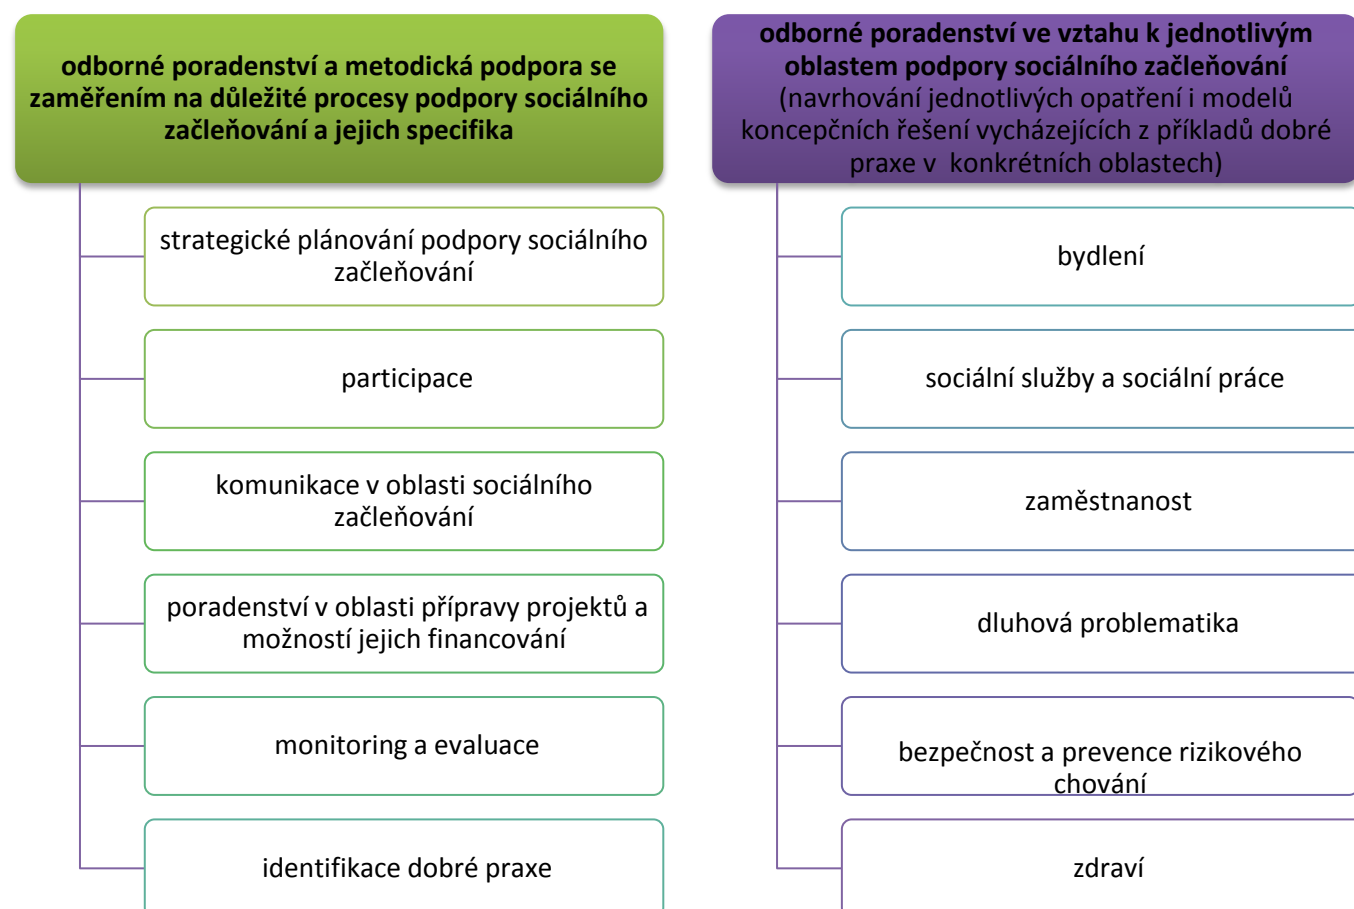 odborné poradenství a metodická podpora se
zaměřením na důležité procesy podpory sociálního
začleňování a jejich specifika
strategické plánování podpory sociálního
začleňování
participace
komunikace v oblasti sociálního
začleňování
poradenství v oblasti přípravy projektů a
možností jejich financování
monitoring a evaluace
identifikace dobré praxe
odborné poradenství ve vztahu k jednotlivým
oblastem podpory sociálního začleňování
(navrhování jednotlivých opatření i modelů
koncepčních řešení vycházejících z příkladů dobré
praxe v  konkrétních oblastech)
bydlení
sociální služby a sociální práce
zaměstnanost
dluhová problematika
bezpečnost a prevence rizikového
chování
zdraví